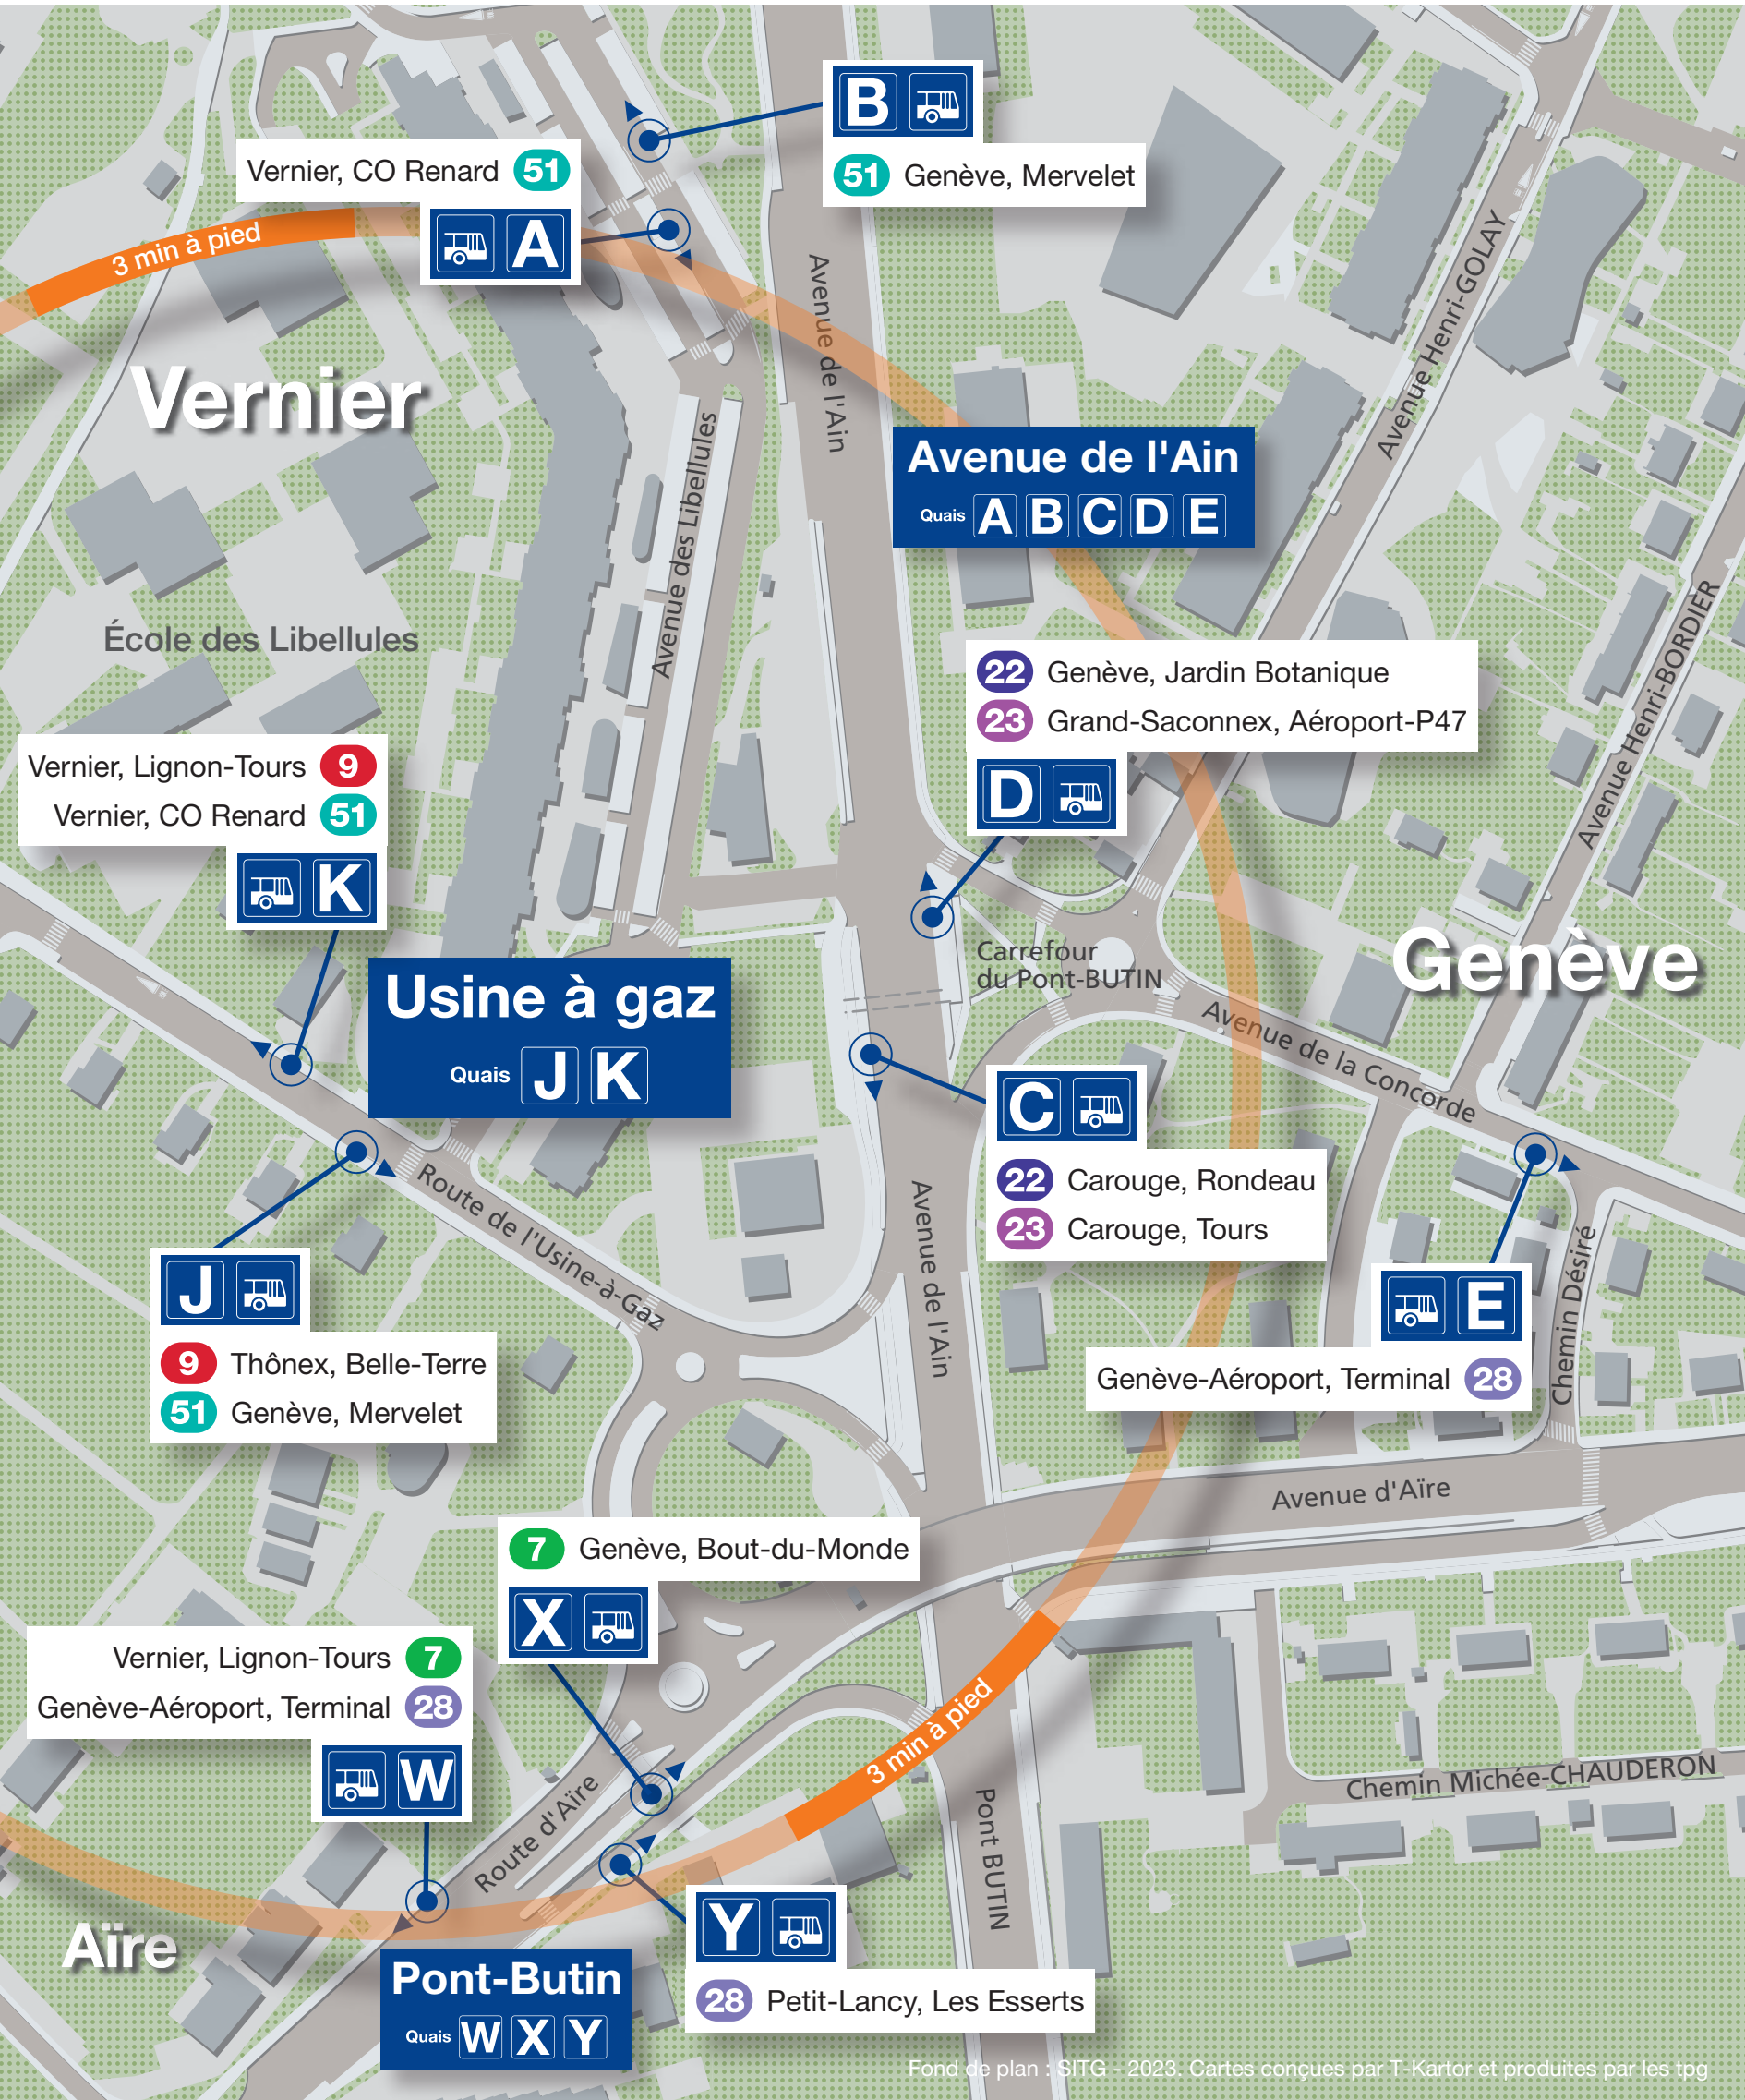 B
51 Genève, Mervelet
Vernier, CO Renard 51
A
3 min à pied
Vernier
Avenue de l'Ain
Avenue Henri-GOLAY
Avenue des Libellules
Avenue de l'Ain
Quais A B C D E
École des Libellules
Avenue Henri-BORDIER
22 Genève, Jardin Botanique
23 Grand-Saconnex, Aéroport-P47
D
Vernier, Lignon-Tours 9
Vernier, CO Renard 51
K
Usine à gaz
Quais J K
Carrefour
du Pont-BUTIN
Genève
Avenue de la Concorde
C
22 Carouge, Rondeau
23 Carouge, Tours
Route de l'Usine-à-Gaz
Avenue de l'Ain
J
9 Thônex, Belle-Terre
51 Genève, Mervelet
E
Genève-Aéroport, Terminal 28
Chemin Désiré
Avenue d'Aïre
7 Genève, Bout-du-Monde
X
Vernier, Lignon-Tours 7
Genève-Aéroport, Terminal 28
W
3 min à pied
Route d'Aïre
Pont BUTIN
Chemin Michée-CHAUDERON
Aïre
Pont-Butin
Quais W X Y
Y
28 Petit-Lancy, Les Esserts
Fond de plan : SITG - 2023. Cartes conçues par T-Kartor et produites par les tpg